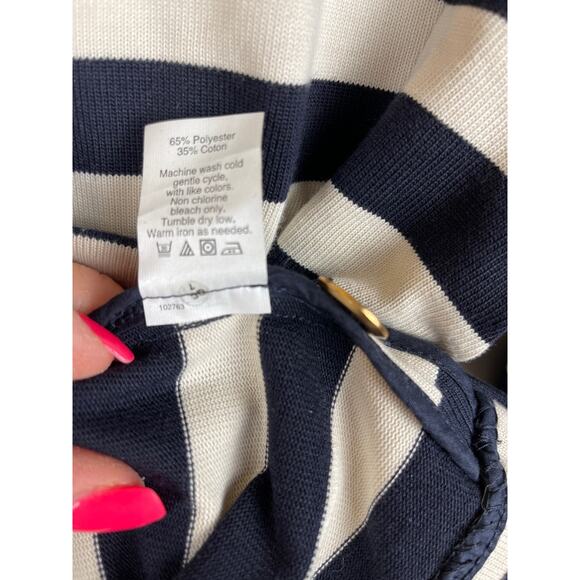 65% Polyester
35% Cotton
Machine wash cold
gentle cycle,
with like colors.
Non chlorine
bleach only.
Tumble dry low.
Warm iron as needed.
102763